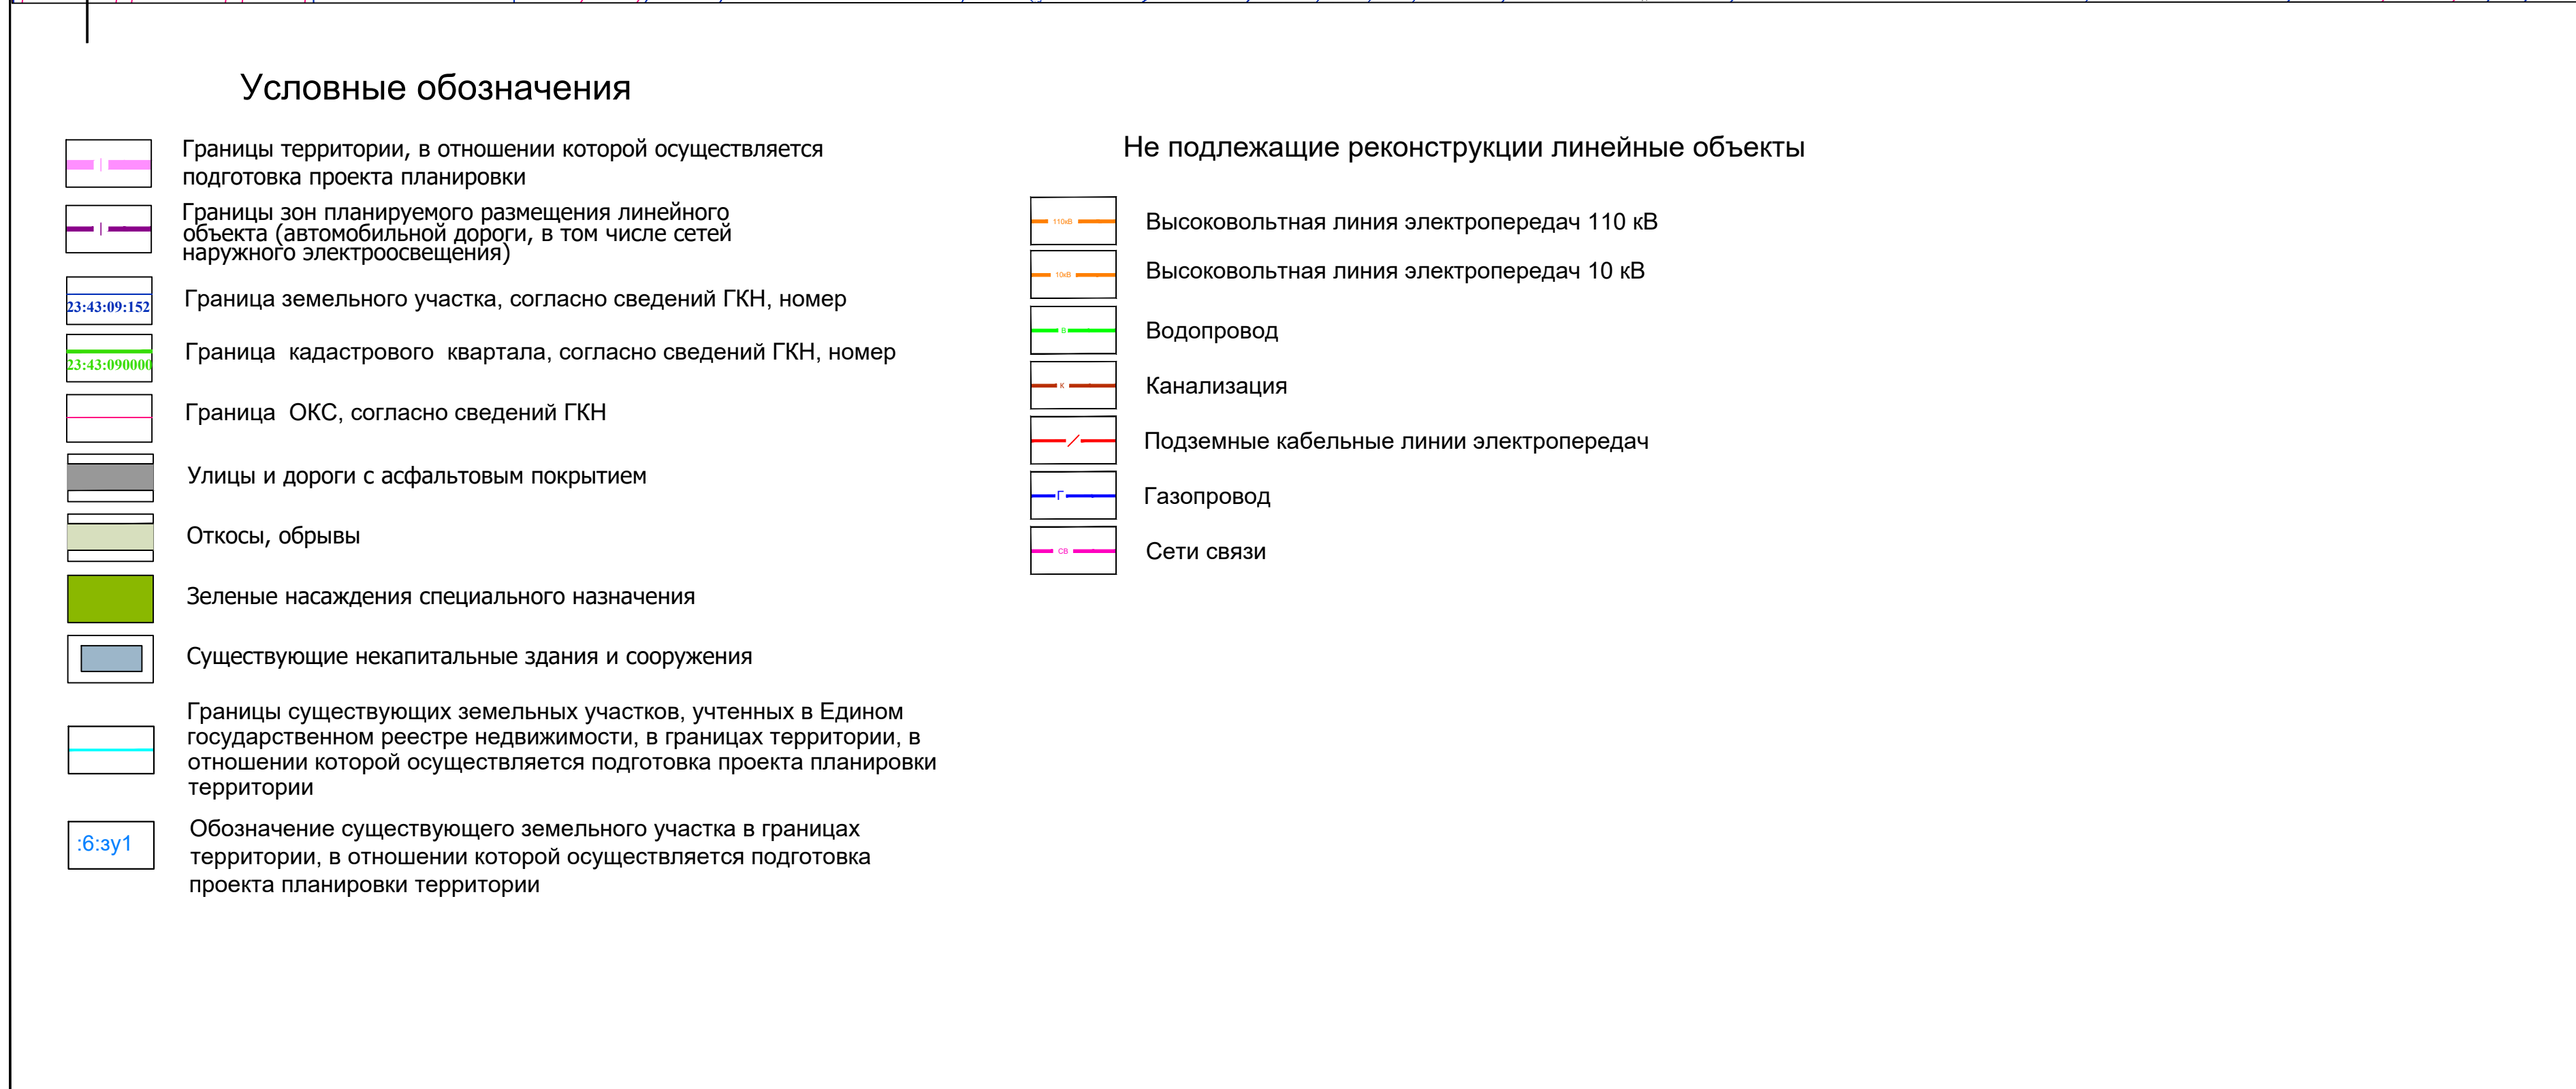 Условные обозначения
Границы территории, в отношении которой осуществляется
подготовка проекта планировки
Границы зон планируемого размещения линейного
объекта (автомобильной дороги, в том числе сетей
наружного электроосвещения)
23:43:09:152
Граница земельного участка, согласно сведений ГКН, номер
23:43:090000
Граница кадастрового квартала, согласно сведений ГКН, номер
Граница ОКС, согласно сведений ГКН
Улицы и дороги с асфальтовым покрытием
Откосы, обрывы
Зеленые насаждения специального назначения
Существующие некапитальные здания и сооружения
Границы существующих земельных участков, учтенных в Едином
государственном реестре недвижимости, в границах территории, в
отношении которой осуществляется подготовка проекта планировки
территории
:6:зу1
Обозначение существующего земельного участка в границах
территории, в отношении которой осуществляется подготовка
проекта планировки территории
Не подлежащие реконструкции линейные объекты
110кВ
Высоковольтная линия электропередач 110 кВ
10кВ
Высоковольтная линия электропередач 10 кВ
В
Водопровод
К
Канализация
Подземные кабельные линии электропередач
Г
Газопровод
СВ
Сети связи